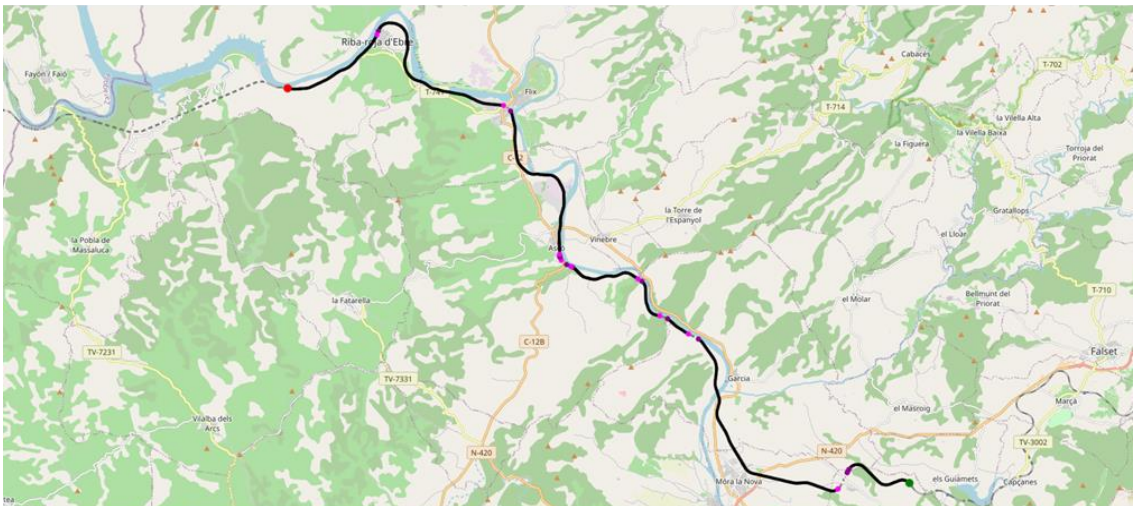 Cabacés
T-702
Riba-roja d'Ebre
Fayón / Faió
Flix
T-714
la Vilella Alta
la Vilella Baixa
la Figuera
Torroja del
Priorat
C-12
la Torre de
l'Espanyol
Gratallops
Vinebre
el Lloar
la Pobla de
Massaluca
T-710
la Fatarella
el Molar
Bellmunt del
Priorat
C-12B
TV-7231
Falset
TV-7331
Garcia
Marçà
el Masroig
Vilalba dels
Arcs
TV-3002
N-420
N-420
Móra la Nova
els Guiamets
Capçanes